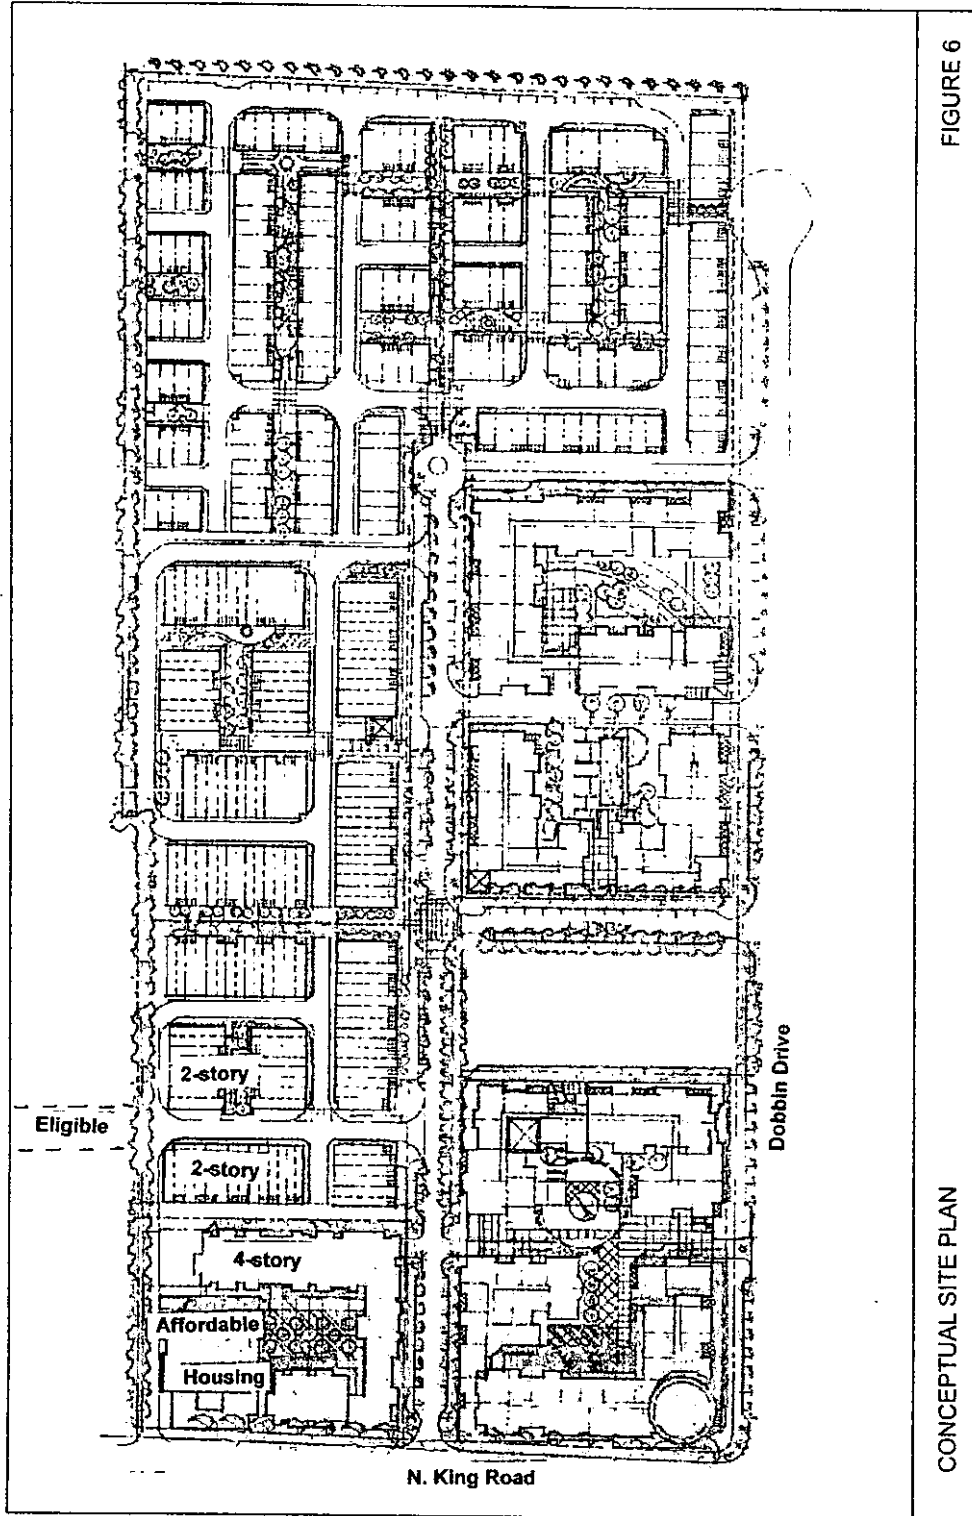 FIGURE 6
2-story
Eligible
Dobbin Drive
2-story
4-story
Affordable
Housing
N. King Road
CONCEPTUAL SITE PLAN